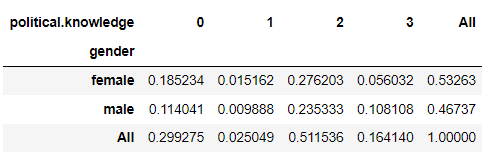 political.knowledge 0 1 2 3 All
gender
female 0.185234 0.015162 0.276203 0.056032 0.53263
male 0.114041 0.009888 0.235333 0.108108 0.46737
All 0.299275 0.025049 0.511536 0.164140 1.00000